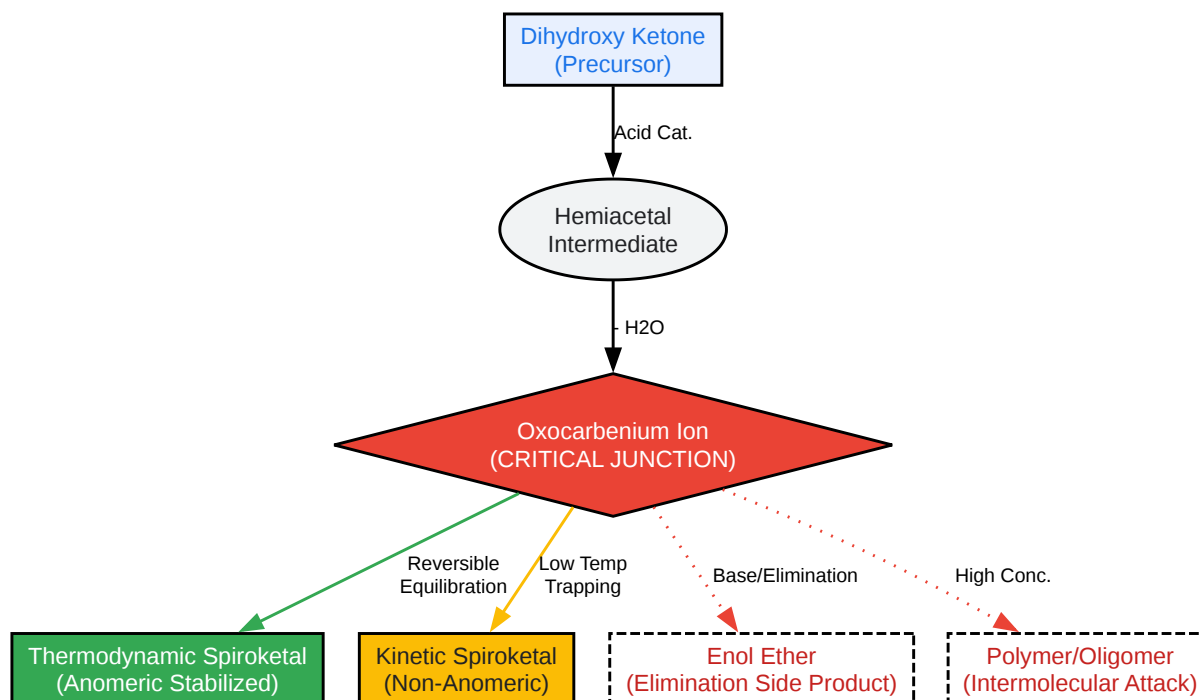 Dihydroxy Ketone
(Precursor)
Acid Cat.
Hemiacetal
Intermediate
- H2O
Oxocarbenium Ion
(CRITICAL JUNCTION)
Reversible
Equilibration
Low Temp
Trapping
Base/Elimination
High Conc.
Thermodynamic Spiroketal
(Anomeric Stabilized)
Kinetic Spiroketal
(Non-Anomeric)
Enol Ether
(Elimination Side Product)
Polymer/Oligomer
(Intermolecular Attack)